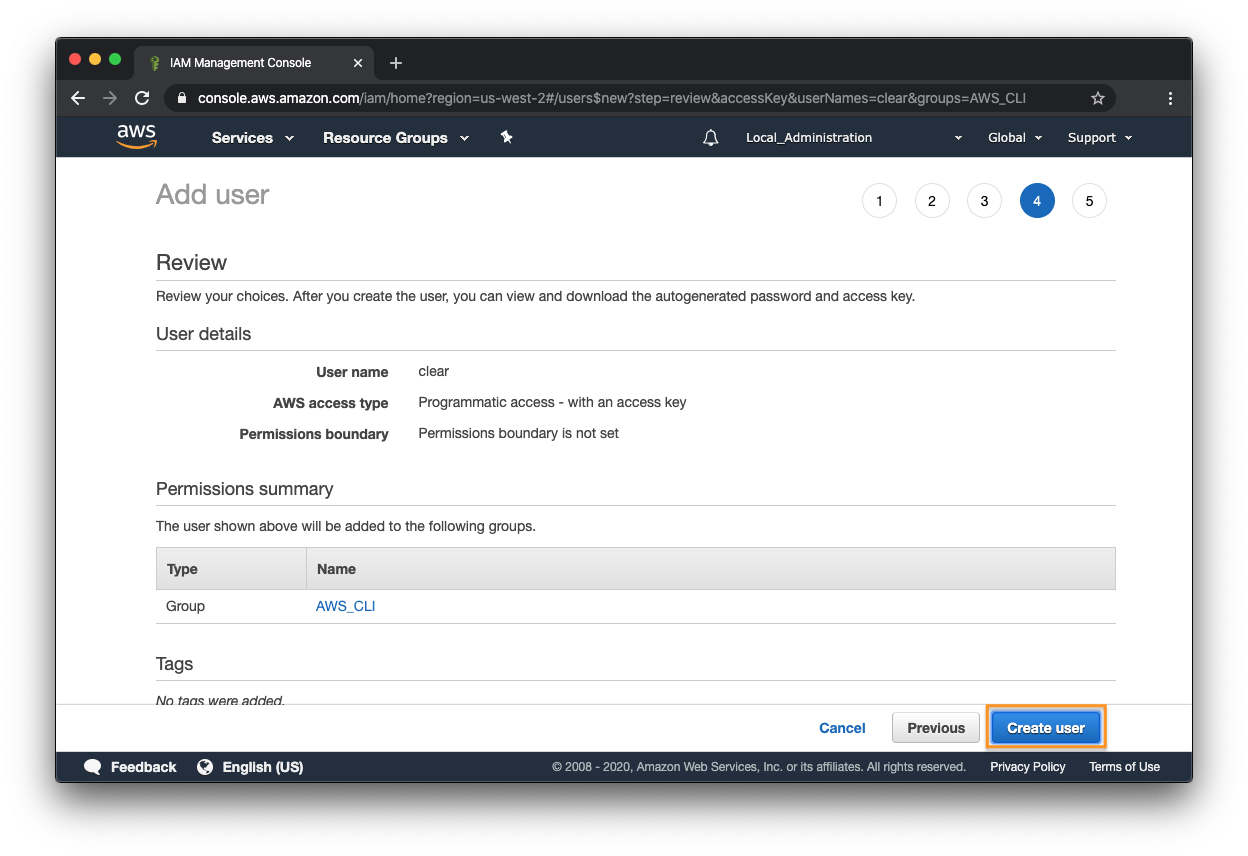 IAM Management Console
console.aws.amazon.com/iam/home?region=us-west-2#/users$new?step=review&accessKey&userNames=clear&groups=AWS_CLI
aws Services Resource Groups Local_Administration Global Support
Add user 1 2 3 4 5
Review
Review your choices. After you create the user, you can view and download the autogenerated password and access key.
User details
User name clear
AWS access type Programmatic access - with an access key
Permissions boundary Permissions boundary is not set
Permissions summary
The user shown above will be added to the following groups.
Type Name
Group AWS_CLI
Tags
No tags were added.
Cancel Previous Create user
Feedback English (US) © 2008 - 2020, Amazon Web Services, Inc. or its affiliates. All rights reserved. Privacy Policy Terms of Use